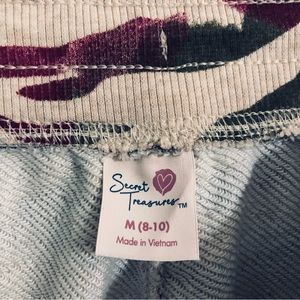 Secret
Treasures™
M (8-10)
Made in Vietnam